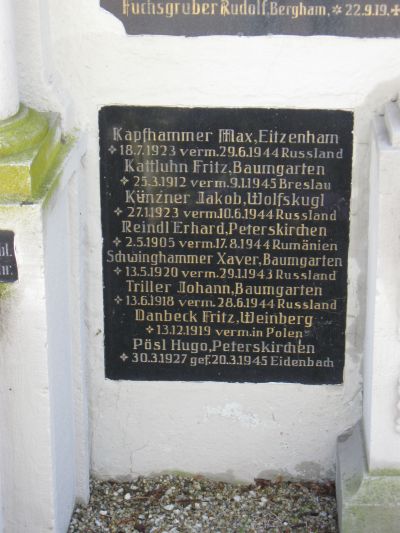 Fuchsgruber Rudolf, Bergham, * 22.9.19. +
Kapfhammer Max, Eitzenham
* 18.7.1923 verm. 29.6.1944 Russland
Kattluhn Fritz, Baumgarten
* 25.3.1912 verm. 9.1.1945 Breslau
Künzner Jakob, Wolfskugl
* 27.1.1923 verm. 10.6.1944 Russland
Reindl Erhard, Peterskirchen
* 2.5.1905 verm. 17.8.1944 Rumänien
Schwinghammer Xaver, Baumgarten
* 13.5.1920 verm. 29.1.1943 Russland
Triller Johann, Baumgarten
* 13.6.1918 verm. 28.6.1944 Russland
Danbeck Fritz, Weinberg
* 13.12.1919 verm. in Polen
Pösl Hugo, Peterskirchen
* 30.3.1927 gef. 20.3.1945 Eidenbach